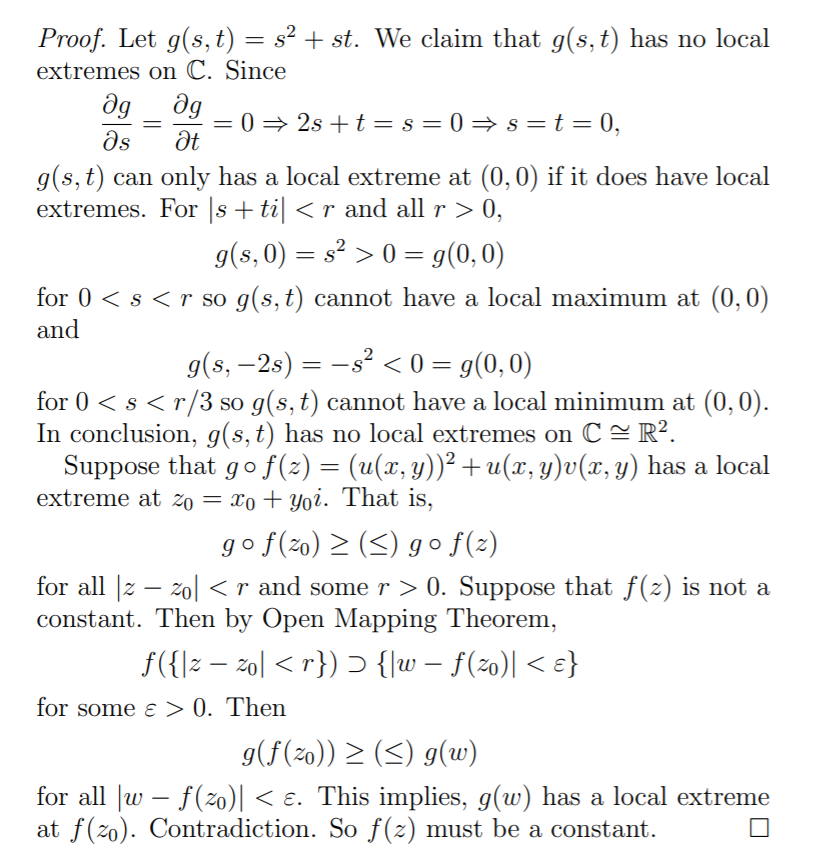 Proof. Let g(s, t) = s² + st. We claim that g(s, t) has no local
extremes on ℂ. Since
∂g/∂s = ∂g/∂t = 0 ⇒ 2s + t = s = 0 ⇒ s = t = 0,
g(s, t) can only has a local extreme at (0, 0) if it does have local
extremes. For |s + ti| < r and all r > 0,
g(s, 0) = s² > 0 = g(0, 0)
for 0 < s < r so g(s, t) cannot have a local maximum at (0, 0)
and
g(s, −2s) = −s² < 0 = g(0, 0)
for 0 < s < r/3 so g(s, t) cannot have a local minimum at (0, 0).
In conclusion, g(s, t) has no local extremes on ℂ ≅ ℝ².
Suppose that g ∘ f(z) = (u(x, y))² + u(x, y)v(x, y) has a local
extreme at z₀ = x₀ + y₀i. That is,
g ∘ f(z₀) ≥ (≤) g ∘ f(z)
for all |z − z₀| < r and some r > 0. Suppose that f(z) is not a
constant. Then by Open Mapping Theorem,
f({|z − z₀| < r}) ⊃ {|w − f(z₀)| < ε}
for some ε > 0. Then
g(f(z₀)) ≥ (≤) g(w)
for all |w − f(z₀)| < ε. This implies, g(w) has a local extreme
at f(z₀). Contradiction. So f(z) must be a constant. □